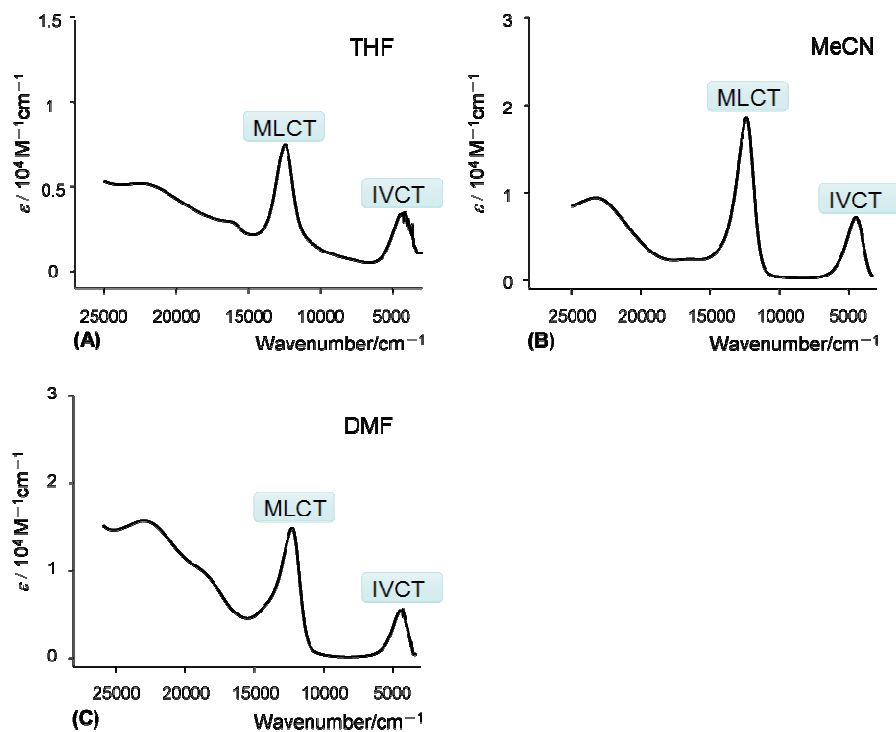 THF
1.5
1
0.5
0
ε / 10⁴ M⁻¹cm⁻¹
MLCT
IVCT
25000 20000 15000 10000 5000
Wavenumber/cm⁻¹
(A)
MeCN
3
2
1
0
ε / 10⁴ M⁻¹cm⁻¹
MLCT
IVCT
25000 20000 15000 10000 5000
Wavenumber/cm⁻¹
(B)
DMF
3
2
1
0
ε / 10⁴ M⁻¹cm⁻¹
MLCT
IVCT
25000 20000 15000 10000 5000
Wavenumber/cm⁻¹
(C)